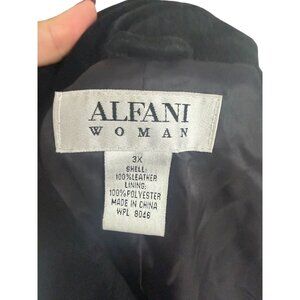 ALFANI
WOMAN
3X
SHELL:
100%LEATHER
LINING:
100%POLYESTER
MADE IN CHINA
WPL 8046